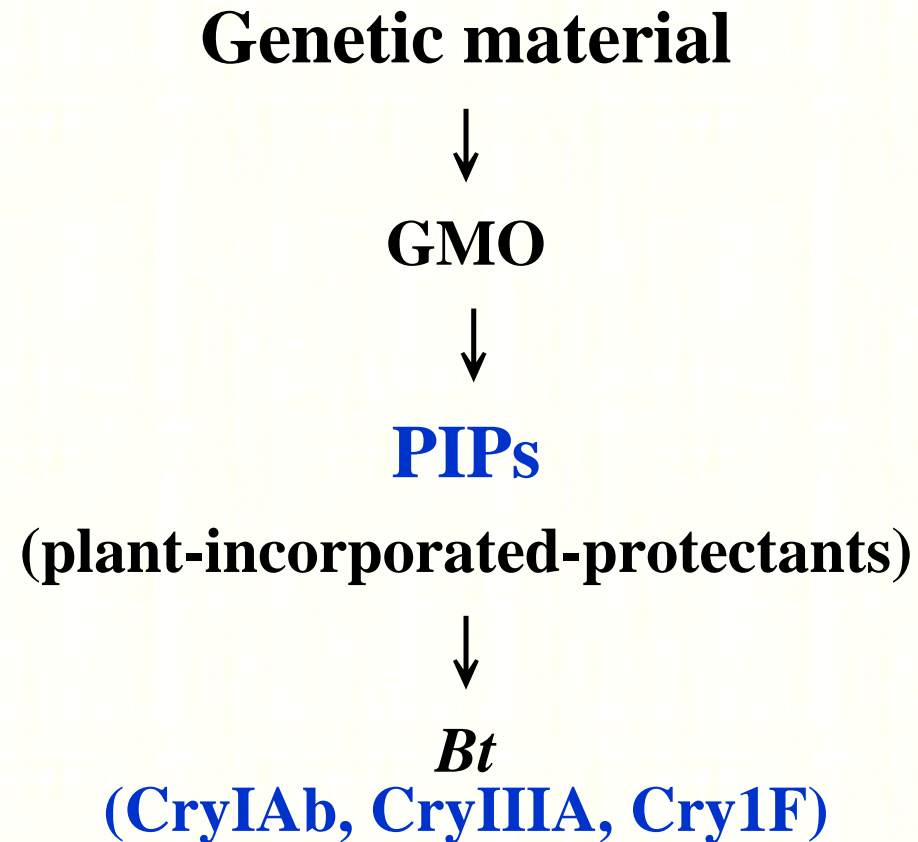 Genetic material
↓
GMO
↓
PIPs
(plant-incorporated-protectants)
↓
Bt
(CryIAb, CryIIIA, Cry1F)